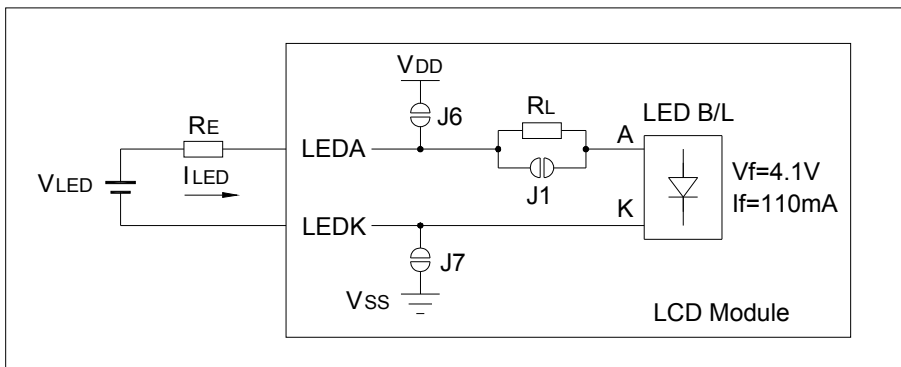 VDD
J6
RL
LED B/L
RE
LEDA
A
VLED
ILED
J1
Vf=4.1V
If=110mA
K
LEDK
J7
VSS
LCD Module